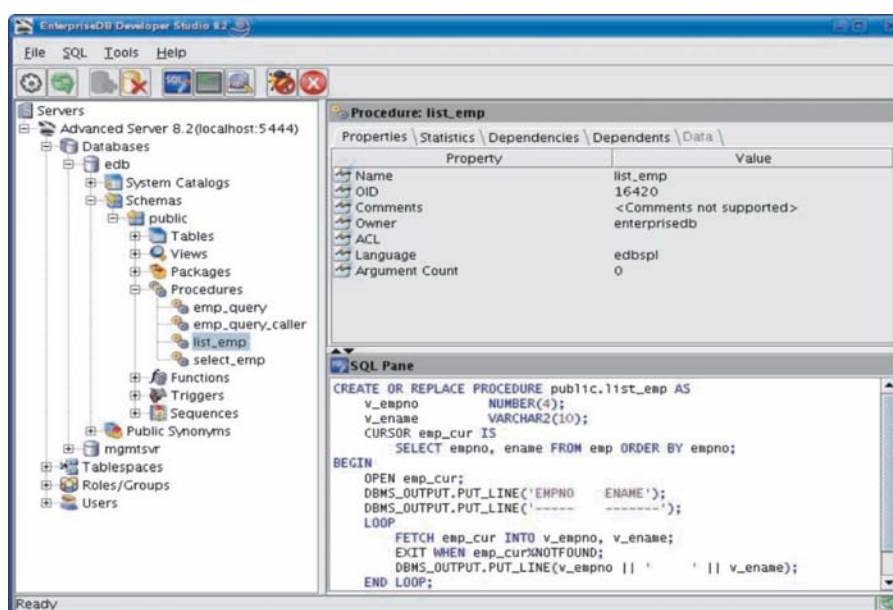 EnterpriseDB Developer Studio 8.2
File SQL Tools Help
Servers
Advanced Server 8.2(localhost:5444)
Databases
edb
System Catalogs
Schemas
public
Tables
Views
Packages
Procedures
emp_query
emp_query_caller
list_emp
select_emp
Functions
Triggers
Sequences
Public Synonyms
mgmtsvr
Tablespaces
Roles/Groups
Users
Procedure: list_emp
Properties Statistics Dependencies Dependents Data
Property Value
Name list_emp
OID 16420
Comments <Comments not supported>
Owner enterprisedb
ACL
Language edbspl
Argument Count 0
SQL Pane
CREATE OR REPLACE PROCEDURE public.list_emp AS
v_empno NUMBER(4);
v_ename VARCHAR2(10);
CURSOR emp_cur IS
SELECT empno, ename FROM emp ORDER BY empno;
BEGIN
OPEN emp_cur;
DBMS_OUTPUT.PUT_LINE('EMPNO    ENAME');
DBMS_OUTPUT.PUT_LINE('-----    -------');
LOOP
FETCH emp_cur INTO v_empno, v_ename;
EXIT WHEN emp_cur%NOTFOUND;
DBMS_OUTPUT.PUT_LINE(v_empno || '     ' || v_ename);
END LOOP;
Ready